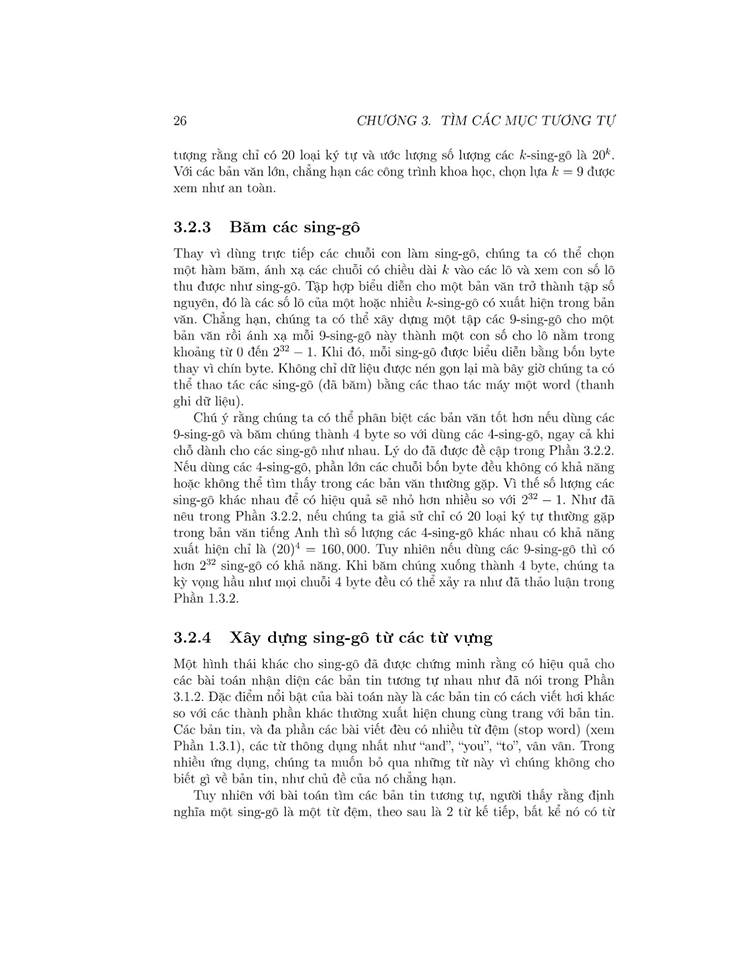 26 CHƯƠNG 3. TÌM CÁC MỤC TƯƠNG TỰ
tượng rằng chỉ có 20 loại ký tự và ước lượng số lượng các k-sing-gô là 20^k.
Với các bản văn lớn, chẳng hạn các công trình khoa học, chọn lựa k = 9 được
xem như an toàn.
3.2.3 Băm các sing-gô
Thay vì dùng trực tiếp các chuỗi con làm sing-gô, chúng ta có thể chọn
một hàm băm, ánh xạ các chuỗi có chiều dài k vào các lô và xem con số lô
thu được như sing-gô. Tập hợp biểu diễn cho một bản văn trở thành tập số
nguyên, đó là các số lô của một hoặc nhiều k-sing-gô có xuất hiện trong bản
văn. Chẳng hạn, chúng ta có thể xây dựng một tập các 9-sing-gô cho một
bản văn rồi ánh xạ mỗi 9-sing-gô này thành một con số cho lô nằm trong
khoảng từ 0 đến 2^32 − 1. Khi đó, mỗi sing-gô được biểu diễn bằng bốn byte
thay vì chín byte. Không chỉ dữ liệu được nén gọn lại mà bây giờ chúng ta có
thể thao tác các sing-gô (đã băm) bằng các thao tác máy một word (thanh
ghi dữ liệu).
Chú ý rằng chúng ta có thể phân biệt các bản văn tốt hơn nếu dùng các
9-sing-gô và băm chúng thành 4 byte so với dùng các 4-sing-gô, ngay cả khi
chỗ dành cho các sing-gô như nhau. Lý do đã được đề cập trong Phần 3.2.2.
Nếu dùng các 4-sing-gô, phần lớn các chuỗi bốn byte đều không có khả năng
hoặc không thể tìm thấy trong các bản văn thường gặp. Vì thế số lượng các
sing-gô khác nhau để có hiệu quả sẽ nhỏ hơn nhiều so với 2^32 − 1. Như đã
nêu trong Phần 3.2.2, nếu chúng ta giả sử chỉ có 20 loại ký tự thường gặp
trong bản văn tiếng Anh thì số lượng các 4-sing-gô khác nhau có khả năng
xuất hiện chỉ là (20)^4 = 160,000. Tuy nhiên nếu dùng các 9-sing-gô thì có
hơn 2^32 sing-gô có khả năng. Khi băm chúng xuống thành 4 byte, chúng ta
kỳ vọng hầu như mọi chuỗi 4 byte đều có thể xảy ra như đã thảo luận trong
Phần 1.3.2.
3.2.4 Xây dựng sing-gô từ các từ vựng
Một hình thái khác cho sing-gô đã được chứng minh rằng có hiệu quả cho
các bài toán nhận diện các bản tin tương tự nhau như đã nói trong Phần
3.1.2. Đặc điểm nổi bật của bài toán này là các bản tin có cách viết hơi khác
so với các thành phần khác thường xuất hiện chung cùng trang với bản tin.
Các bản tin, và đa phần các bài viết đèu có nhiều từ đệm (stop word) (xem
Phần 1.3.1), các từ thông dụng nhất như “and”, “you”, “to”, vân vân. Trong
nhiều ứng dụng, chúng ta muốn bỏ qua những từ này vì chúng không cho
biết gì về bản tin, như chủ đề của nó chẳng hạn.
Tuy nhiên với bài toán tìm các bản tin tương tự, người thấy rằng định
nghĩa một sing-gô là một từ đệm, theo sau là 2 từ kế tiếp, bất kể nó có từ